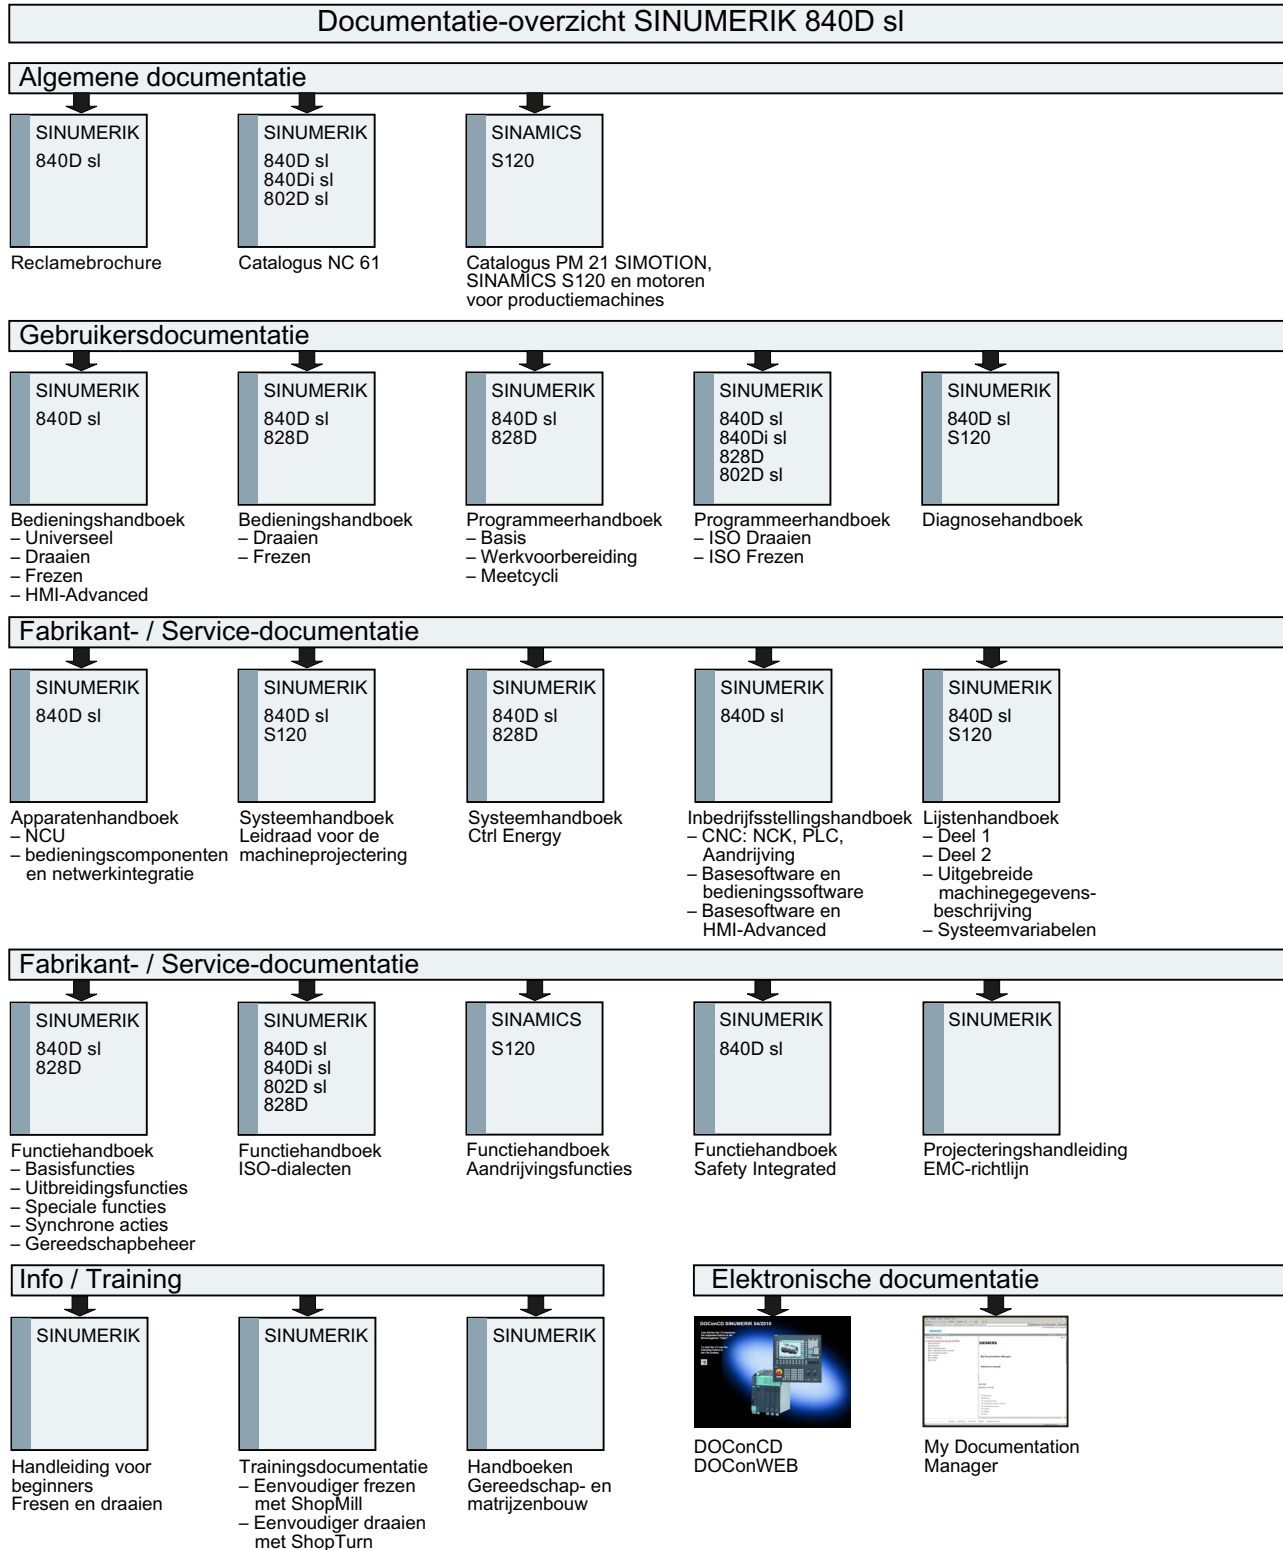 Documentatie-overzicht SINUMERIK 840D sl
Algemene documentatie
SINUMERIK
840D sl
Reclamebrochure
SINUMERIK
840D sl
840Di sl
802D sl
Catalogus NC 61
SINAMICS
S120
Catalogus PM 21 SIMOTION,
SINAMICS S120 en motoren
voor productiemachines
Gebruikersdocumentatie
SINUMERIK
840D sl
Bedieningshandboek
– Universeel
– Draaien
– Frezen
– HMI-Advanced
SINUMERIK
840D sl
828D
Bedieningshandboek
– Draaien
– Frezen
SINUMERIK
840D sl
828D
Programmeerhandboek
– Basis
– Werkvoorbereiding
– Meetcycli
SINUMERIK
840D sl
840Di sl
828D
802D sl
Programmeerhandboek
– ISO Draaien
– ISO Frezen
SINUMERIK
840D sl
S120
Diagnosehandboek
Fabrikant- / Service-documentatie
SINUMERIK
840D sl
Apparatenhandboek
– NCU
– bedieningscomponenten
en netwerkintegratie
SINUMERIK
840D sl
S120
Systeemhandboek
Leidraad voor de
machineprojectering
SINUMERIK
840D sl
828D
Systeemhandboek
Ctrl Energy
SINUMERIK
840D sl
Inbedrijfsstellingshandboek
– CNC: NCK, PLC,
Aandrijving
– Basesoftware en
bedieningssoftware
– Basesoftware en
HMI-Advanced
SINUMERIK
840D sl
S120
Lijstenhandboek
– Deel 1
– Deel 2
– Uitgebreide
machinegegevens-
beschrijving
– Systeemvariabelen
Fabrikant- / Service-documentatie
SINUMERIK
840D sl
828D
Functiehandboek
– Basisfuncties
– Uitbreidingsfuncties
– Speciale functies
– Synchrone acties
– Gereedschapbeheer
SINUMERIK
840D sl
840Di sl
802D sl
828D
Functiehandboek
ISO-dialecten
SINAMICS
S120
Functiehandboek
Aandrijvingsfuncties
SINUMERIK
840D sl
Functiehandboek
Safety Integrated
SINUMERIK
Projecteringshandleiding
EMC-richtlijn
Info / Training
SINUMERIK
Handleiding voor
beginners
Fresen en draaien
SINUMERIK
Trainingsdocumentatie
– Eenvoudiger frezen
met ShopMill
– Eenvoudiger draaien
met ShopTurn
SINUMERIK
Handboeken
Gereedschap- en
matrijzenbouw
Elektronische documentatie
DOConCD SINUMERIK 04/2010
DOConCD
DOConWEB
SIEMENS
My Documentation Manager
My Documentation
Manager